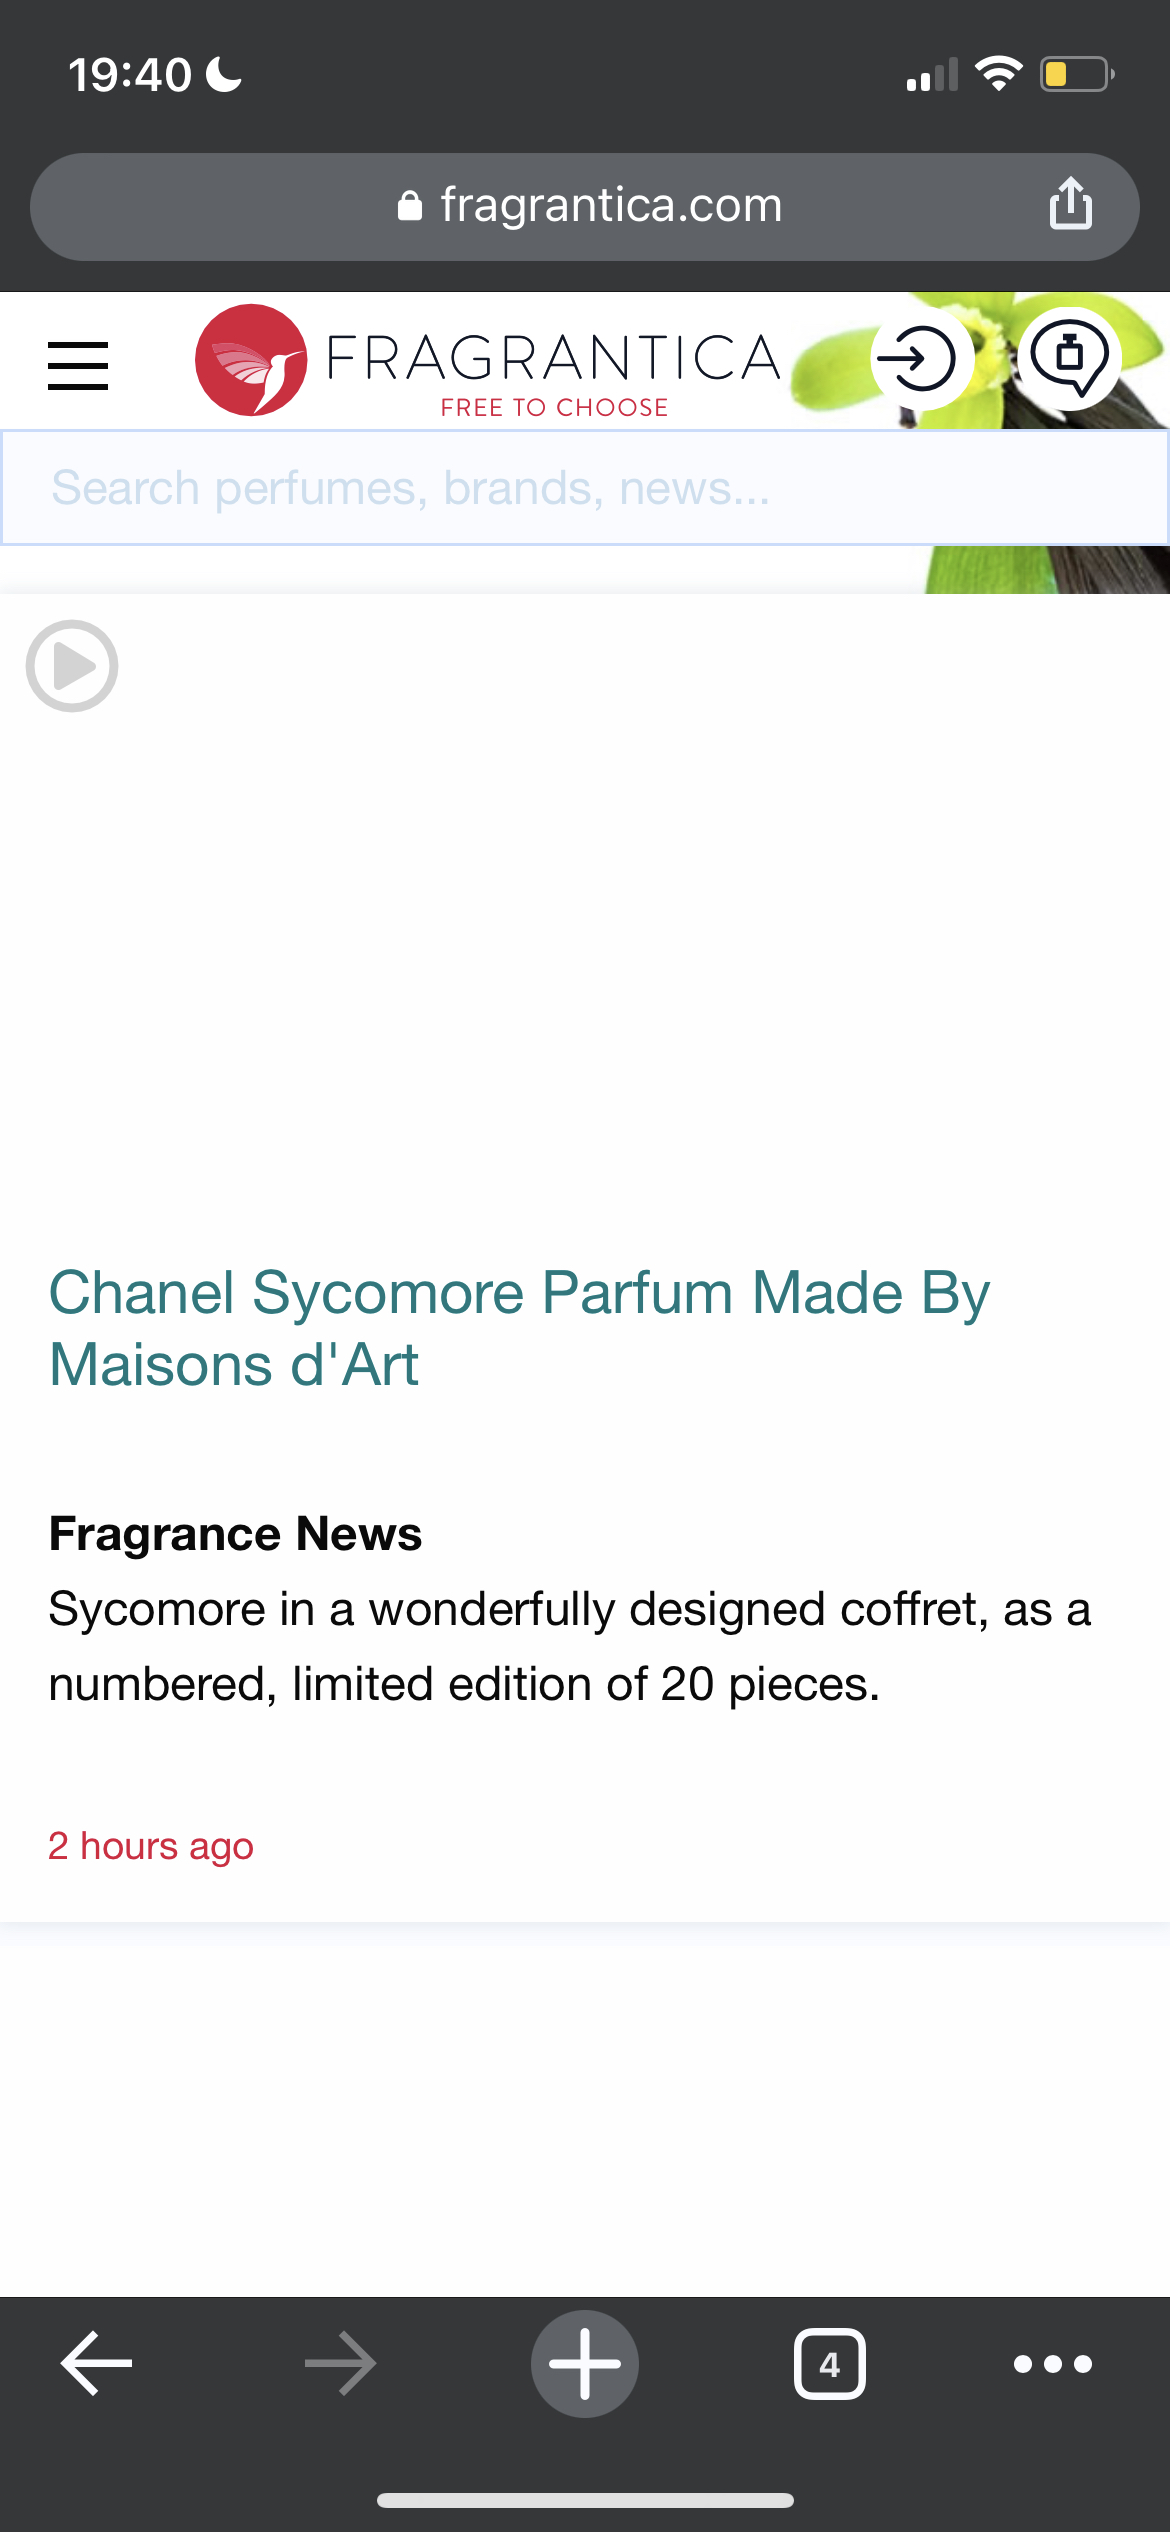 19:40
fragrantica.com
FRAGRANTICA
FREE TO CHOOSE
Search perfumes, brands, news...
Chanel Sycomore Parfum Made By
Maisons d'Art
Fragrance News
Sycomore in a wonderfully designed coffret, as a
numbered, limited edition of 20 pieces.
2 hours ago
4